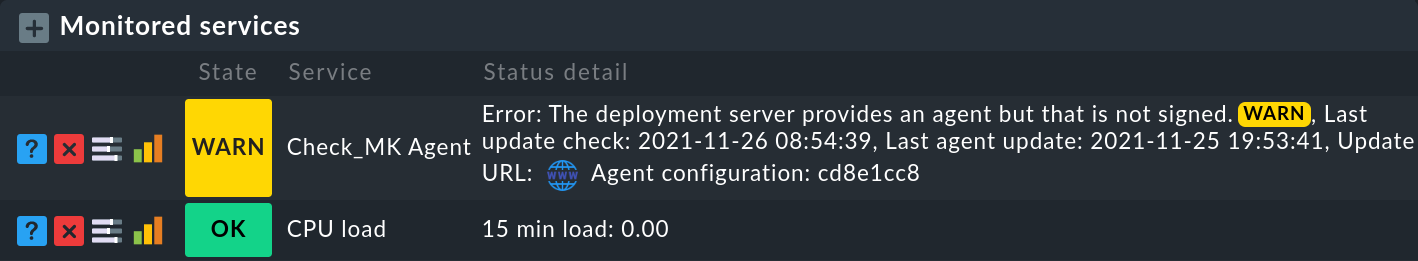 Monitored services
State Service Status detail
WARN Check_MK Agent Error: The deployment server provides an agent but that is not signed. WARN, Last
update check: 2021-11-26 08:54:39, Last agent update: 2021-11-25 19:53:41, Update
URL: www Agent configuration: cd8e1cc8
OK CPU load 15 min load: 0.00